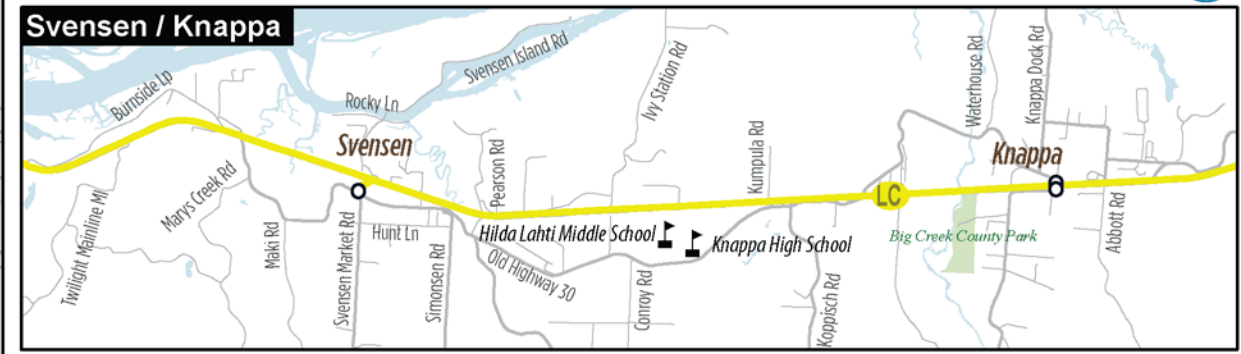 Svensen / Knappa
Burnside Lp
Svensen Island Rd
Rocky Ln
Ivy Station Rd
Waterhouse Rd
Knappa Dock Rd
Svensen
Knappa
Kumpula Rd
Pearson Rd
Marys Creek Rd
Twilight Mainline Ml
Maki Rd
Svensen Market Rd
Hunt Ln
Simonsen Rd
Hilda Lahti Middle School
Knappa High School
Old Highway 30
Conroy Rd
Koppisch Rd
LC
Big Creek County Park
Abbott Rd